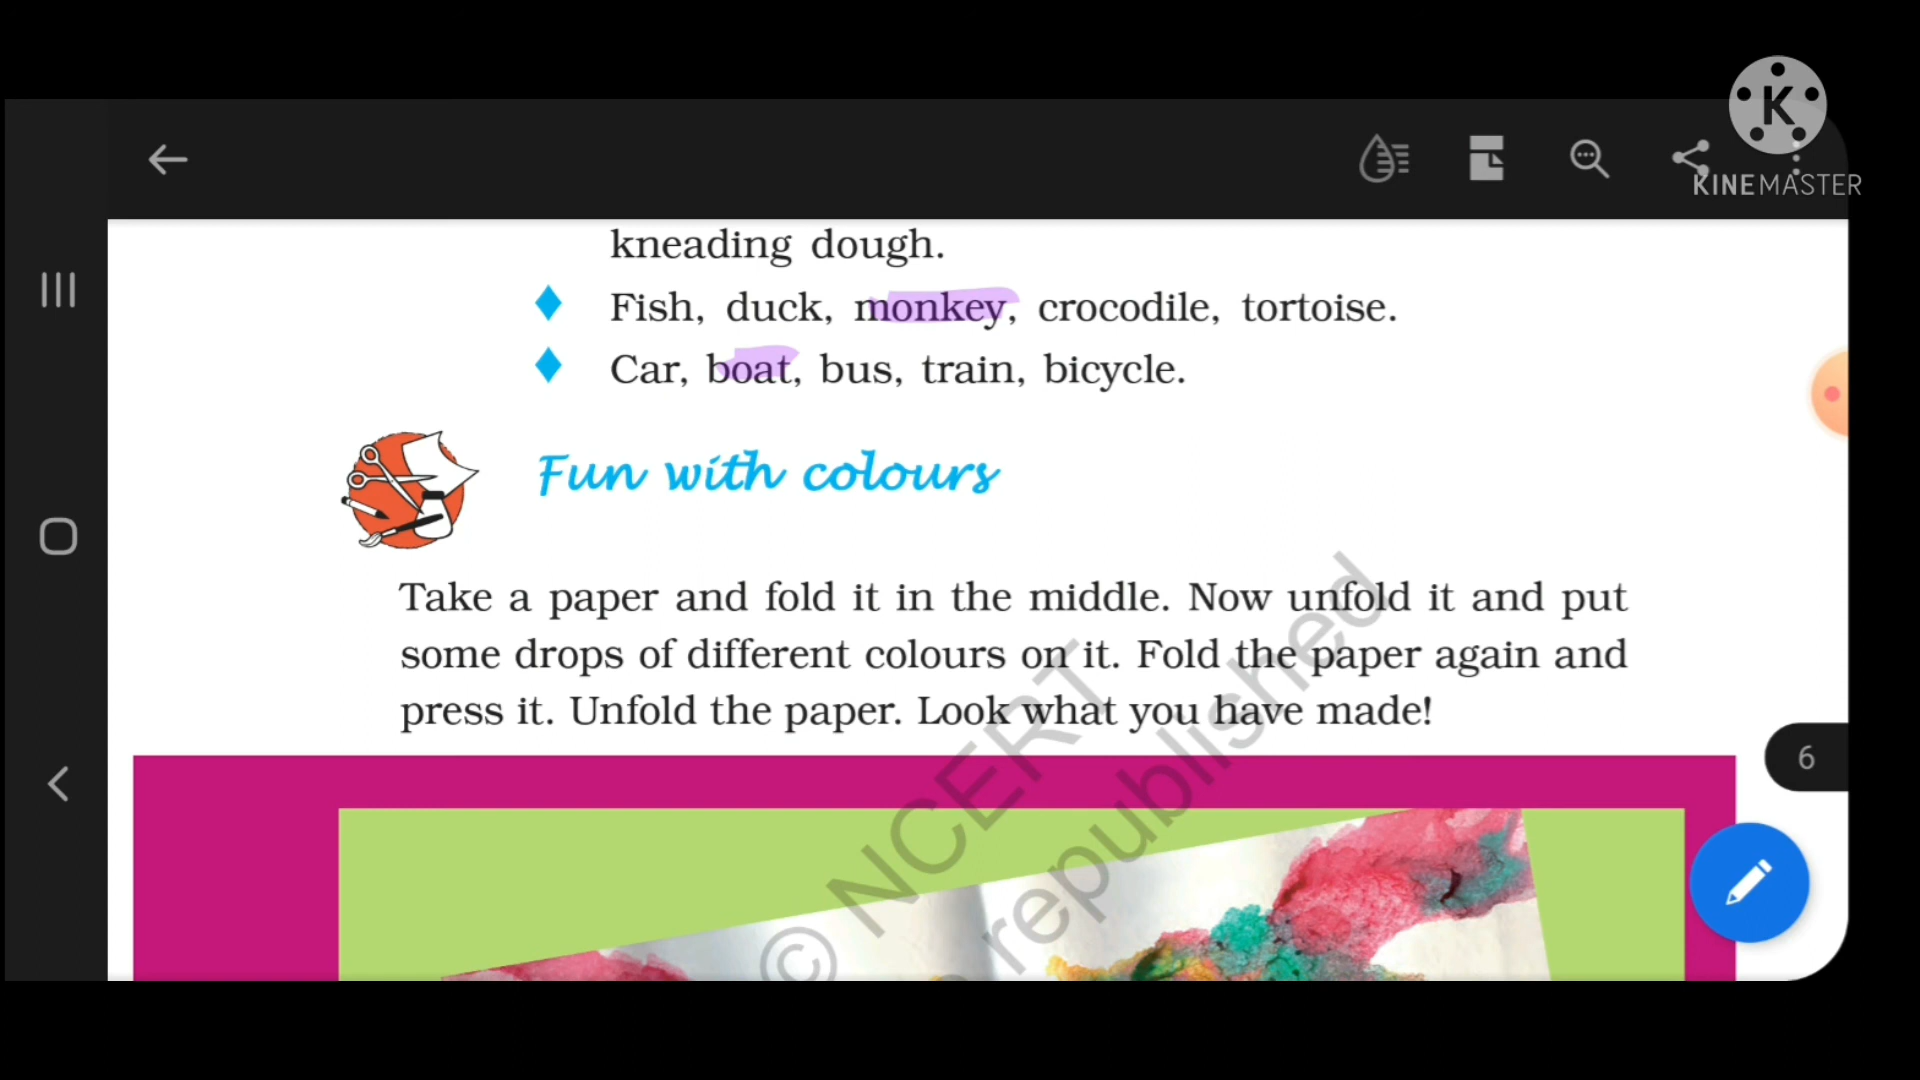 KINEMASTER
kneading dough.
Fish, duck, monkey, crocodile, tortoise.
Car, boat, bus, train, bicycle.
Fun with colours
Take a paper and fold it in the middle. Now unfold it and put
some drops of different colours on it. Fold the paper again and
press it. Unfold the paper. Look what you have made!
6
© NCERT
republished